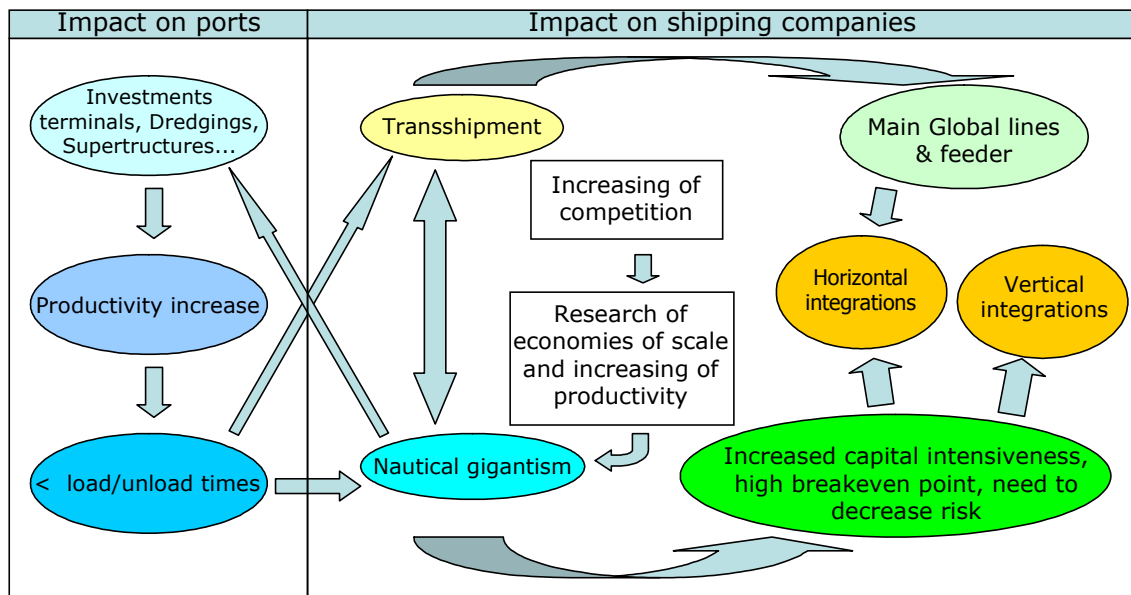 Impact on ports
Impact on shipping companies
Investments
terminals, Dredgings,
Supertructures...
Productivity increase
< load/unload times
Transshipment
Nautical gigantism
Increasing of
competition
Research of
economies of scale
and increasing of
productivity
Main Global lines
& feeder
Horizontal
integrations
Vertical
integrations
Increased capital intensiveness,
high breakeven point, need to
decrease risk